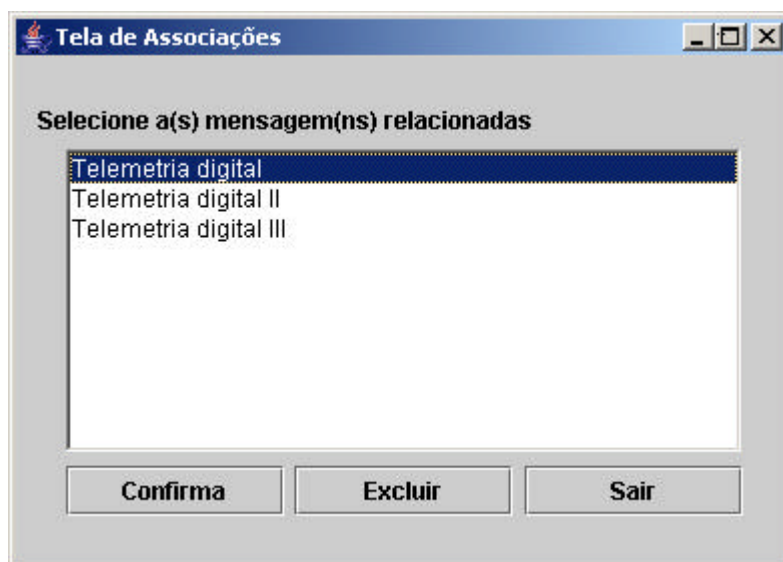 Tela de Associações
Selecione a(s) mensagem(ns) relacionadas
Telemetria digital
Telemetria digital II
Telemetria digital III
Confirma Excluir Sair